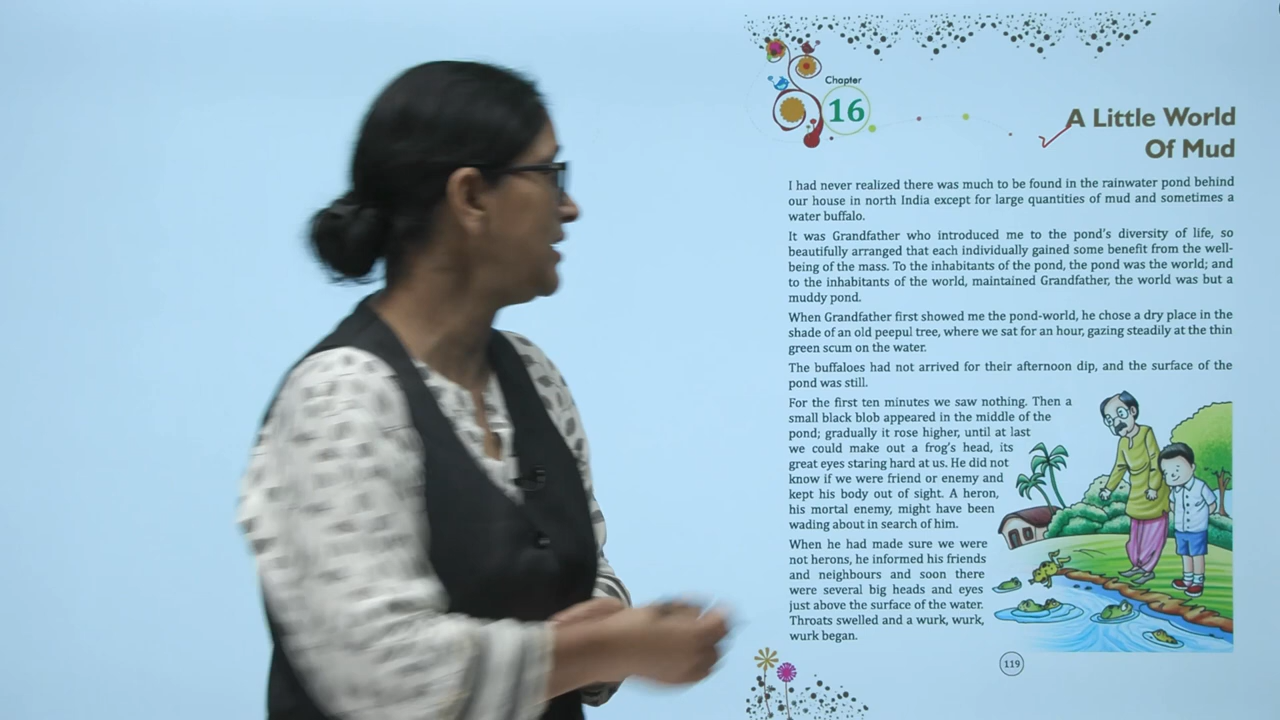 Chapter
16
A Little World
Of Mud
I had never realized there was much to be found in the rainwater pond behind
our house in north India except for large quantities of mud and sometimes a
water buffalo.
It was Grandfather who introduced me to the pond's diversity of life, so
beautifully arranged that each individually gained some benefit from the well-
being of the mass. To the inhabitants of the pond, the pond was the world; and
to the inhabitants of the world, maintained Grandfather, the world was but a
muddy pond.
When Grandfather first showed me the pond-world, he chose a dry place in the
shade of an old peepul tree, where we sat for an hour, gazing steadily at the thin
green scum on the water.
The buffaloes had not arrived for their afternoon dip, and the surface of the
pond was still.
For the first ten minutes we saw nothing. Then a
small black blob appeared in the middle of the
pond; gradually it rose higher, until at last
we could make out a frog's head, its
great eyes staring hard at us. He did not
know if we were friend or enemy and
kept his body out of sight. A heron,
his mortal enemy, might have been
wading about in search of him.
When he had made sure we were
not herons, he informed his friends
and neighbours and soon there
were several big heads and eyes
just above the surface of the water.
Throats swelled and a wurk, wurk,
wurk began.
119